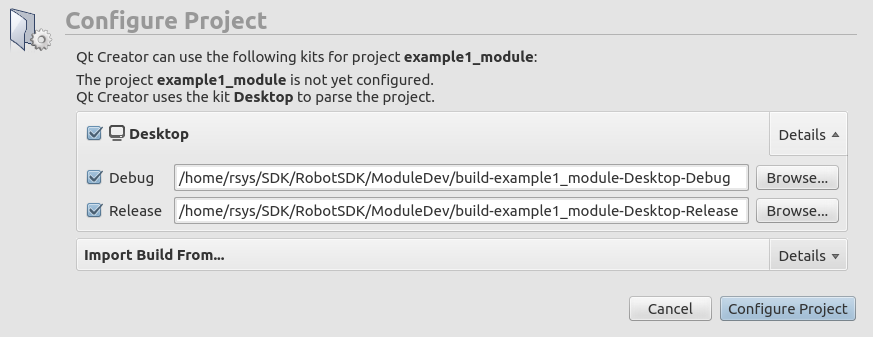 Configure Project
Qt Creator can use the following kits for project example1_module:
The project example1_module is not yet configured.
Qt Creator uses the kit Desktop to parse the project.
Desktop
Details
Debug
/home/rsys/SDK/RobotSDK/ModuleDev/build-example1_module-Desktop-Debug
Browse...
Release
/home/rsys/SDK/RobotSDK/ModuleDev/build-example1_module-Desktop-Release
Browse...
Import Build From...
Details
Cancel
Configure Project